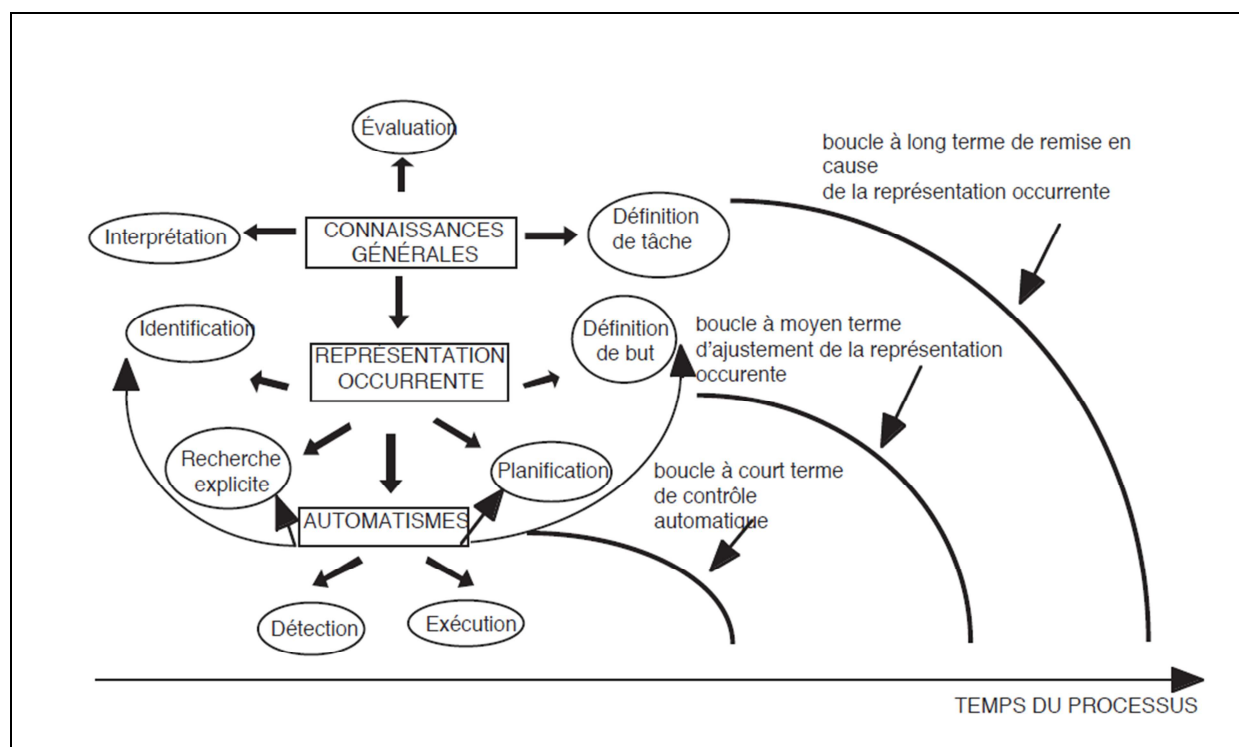 Évaluation
boucle à long terme de remise en
cause
de la représentation occurrente
Interprétation
CONNAISSANCES
GÉNÉRALES
Définition
de tâche
Identification
REPRÉSENTATION
OCCURRENTE
Définition
de but
boucle à moyen terme
d'ajustement de la représentation
occurente
Recherche
explicite
Planification
boucle à court terme
de contrôle
automatique
AUTOMATISMES
Détection
Exécution
TEMPS DU PROCESSUS